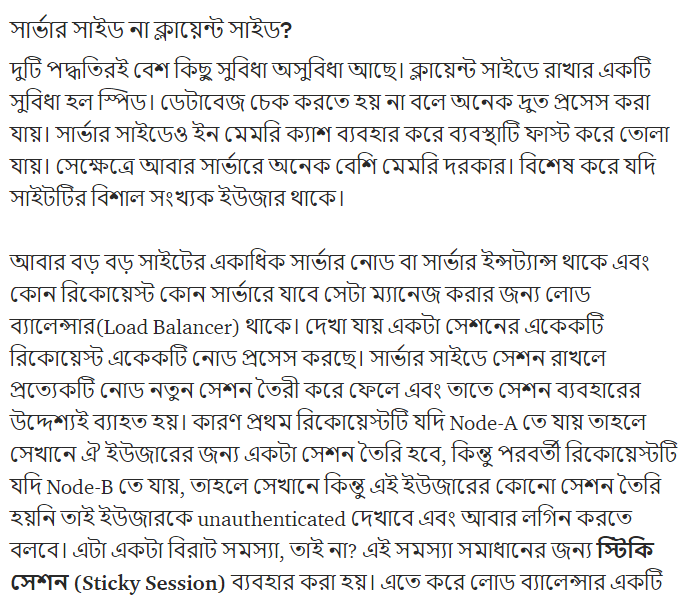 সার্ভার সাইড না ক্লায়েন্ট সাইড?
দুটি পদ্ধতিরই বেশ কিছু সুবিধা অসুবিধা আছে। ক্লায়েন্ট সাইডে রাখার একটি
সুবিধা হল স্পিড। ডেটাবেজ চেক করতে হয় না বলে অনেক দ্রুত প্রসেস করা
যায়। সার্ভার সাইডেও ইন মেমরি ক্যাশ ব্যবহার করে ব্যবস্থাটি ফাস্ট করে তোলা
যায়। সেক্ষেত্রে আবার সার্ভারে অনেক বেশি মেমরি দরকার। বিশেষ করে যদি
সাইটটির বিশাল সংখ্যক ইউজার থাকে।
আবার বড় বড় সাইটের একাধিক সার্ভার নোড বা সার্ভার ইন্সট্যান্স থাকে এবং
কোন রিকোয়েস্ট কোন সার্ভারে যাবে সেটা ম্যানেজ করার জন্য লোড
ব্যালেন্সার(Load Balancer) থাকে। দেখা যায় একটা সেশনের একেকটি
রিকোয়েস্ট একেকটি নোড প্রসেস করছে। সার্ভার সাইডে সেশন রাখলে
প্রত্যেকটি নোড নতুন সেশন তৈরী করে ফেলে এবং তাতে সেশন ব্যবহারের
উদ্দেশ্যই ব্যাহত হয়। কারণ প্রথম রিকোয়েস্টটি যদি Node-A তে যায় তাহলে
সেখানে ঐ ইউজারের জন্য একটা সেশন তৈরি হবে, কিন্তু পরবর্তী রিকোয়েস্টটি
যদি Node-B তে যায়, তাহলে সেখানে কিন্তু এই ইউজারের কোনো সেশন তৈরি
হয়নি তাই ইউজারকে unauthenticated দেখাবে এবং আবার লগিন করতে
বলবে। এটা একটা বিরাট সমস্যা, তাই না? এই সমস্যা সমাধানের জন্য স্টিকি
সেশন (Sticky Session) ব্যবহার করা হয়। এতে করে লোড ব্যালেন্সার একটি